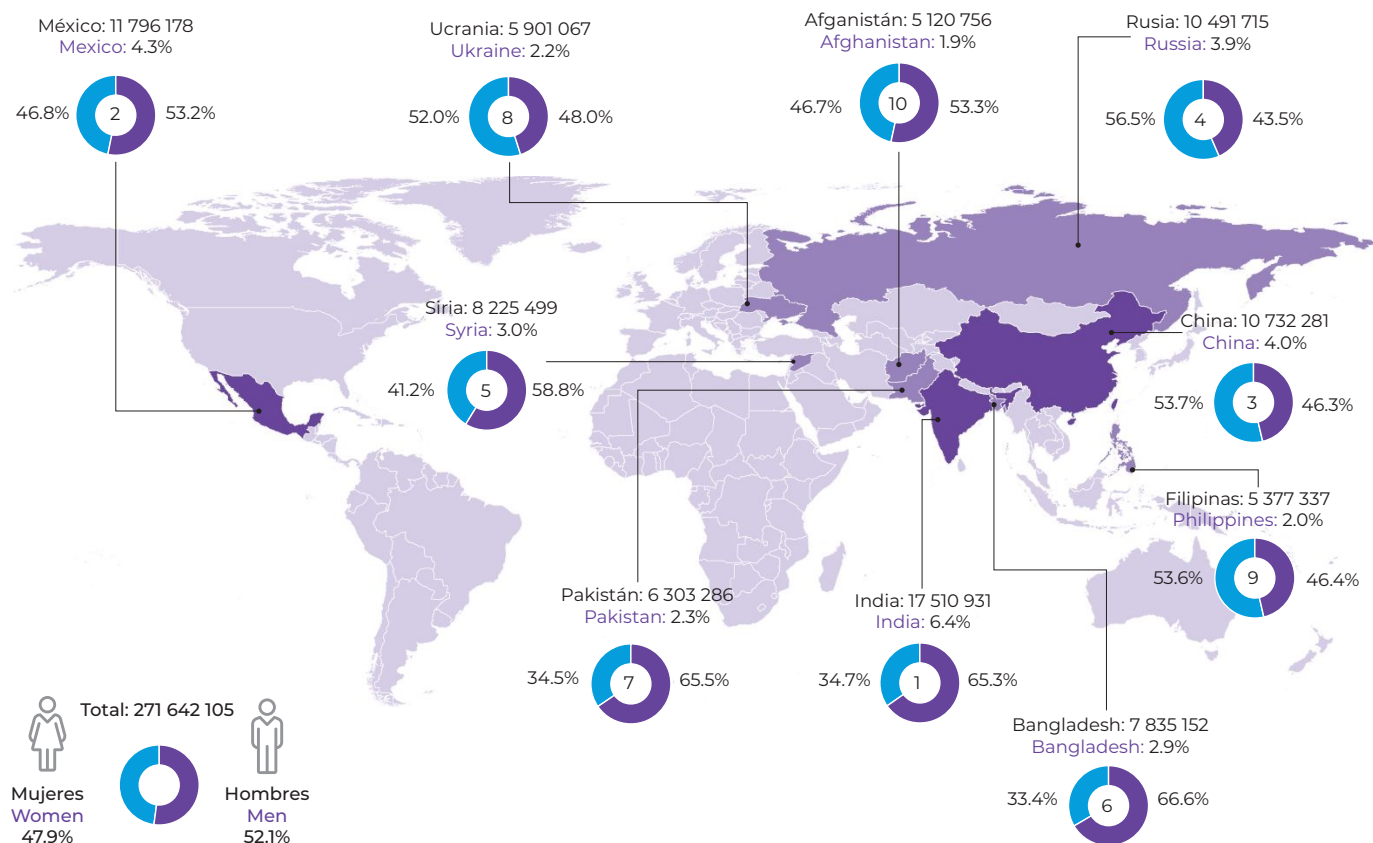 México: 11 796 178
Mexico: 4.3%
46.8%
2
53.2%
Ucrania: 5 901 067
Ukraine: 2.2%
52.0%
8
48.0%
Afganistán: 5 120 756
Afghanistan: 1.9%
46.7%
10
53.3%
Rusia: 10 491 715
Russia: 3.9%
56.5%
4
43.5%
Siria: 8 225 499
Syria: 3.0%
41.2%
5
58.8%
China: 10 732 281
China: 4.0%
53.7%
3
46.3%
Filipinas: 5 377 337
Philippines: 2.0%
53.6%
9
46.4%
Pakistán: 6 303 286
Pakistan: 2.3%
34.5%
7
65.5%
India: 17 510 931
India: 6.4%
34.7%
1
65.3%
Bangladesh: 7 835 152
Bangladesh: 2.9%
33.4%
6
66.6%
Total: 271 642 105
Mujeres
Women
47.9%
Hombres
Men
52.1%